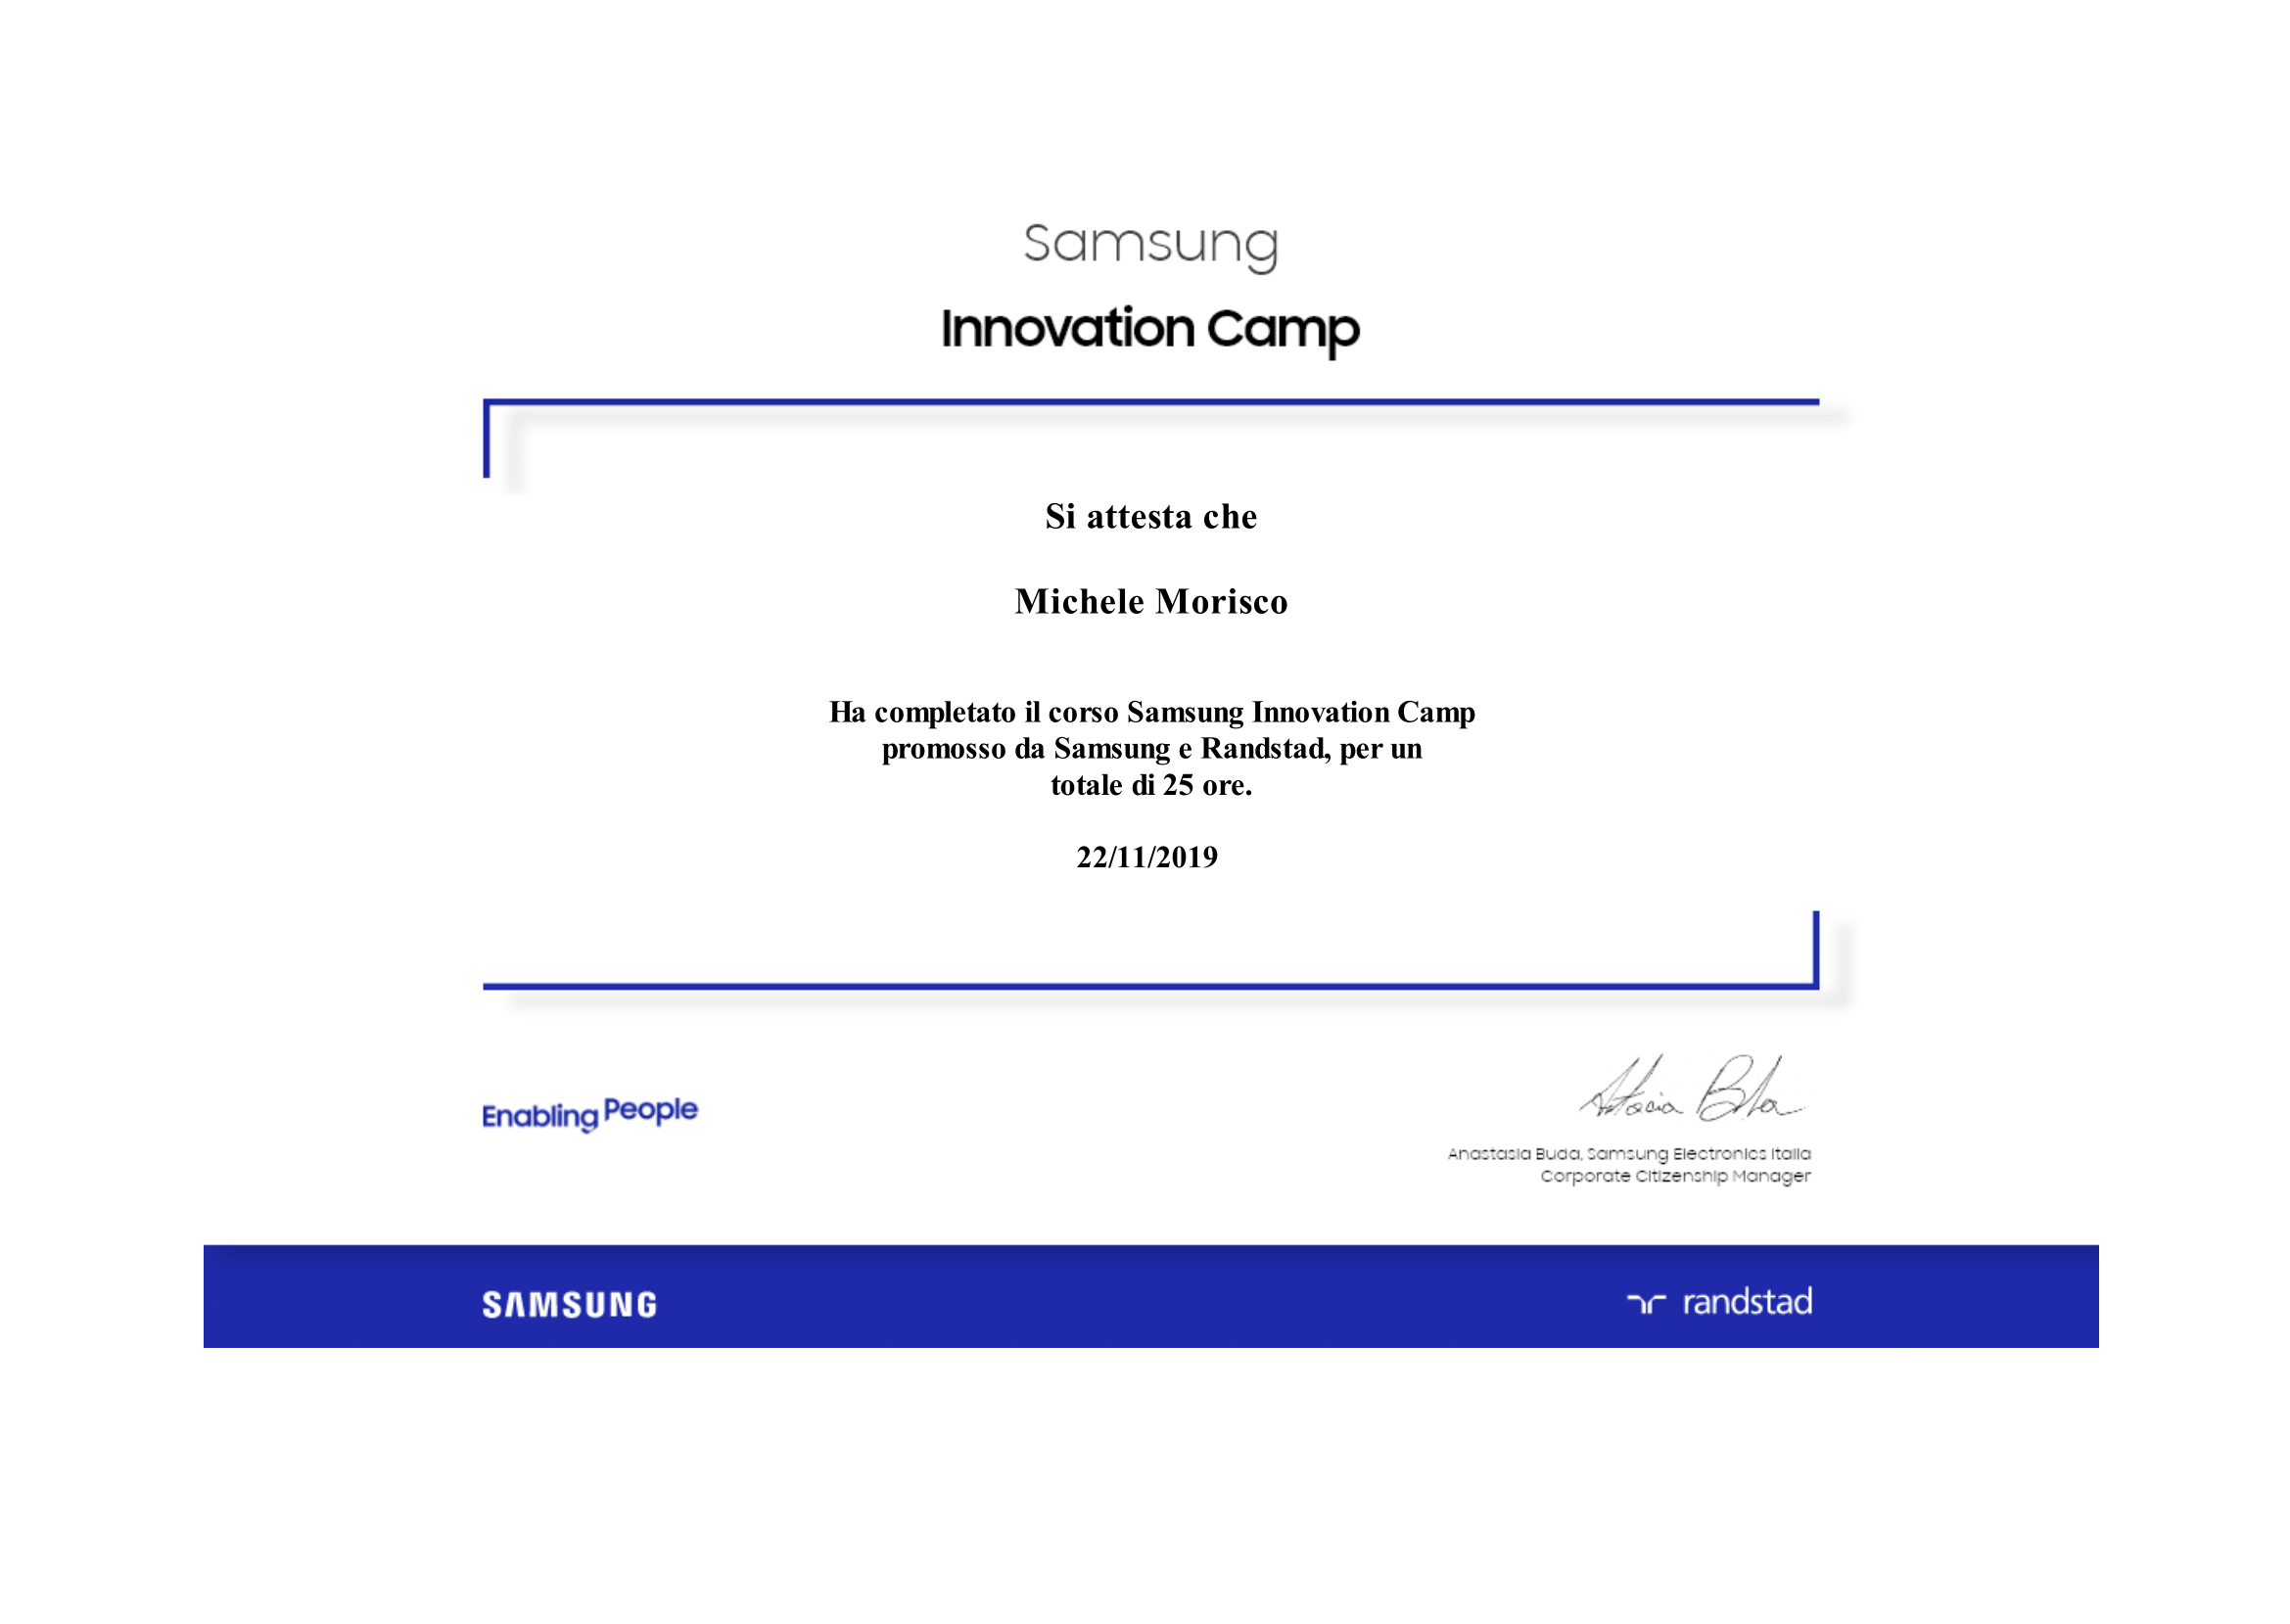 Samsung
Innovation Camp
Si attesta che
Michele Morisco
Ha completato il corso Samsung Innovation Camp
promosso da Samsung e Randstad, per un
totale di 25 ore.
22/11/2019
Enabling People
Anastasia Buda, Samsung Electronics Italia
Corporate Citizenship Manager
SAMSUNG
randstad